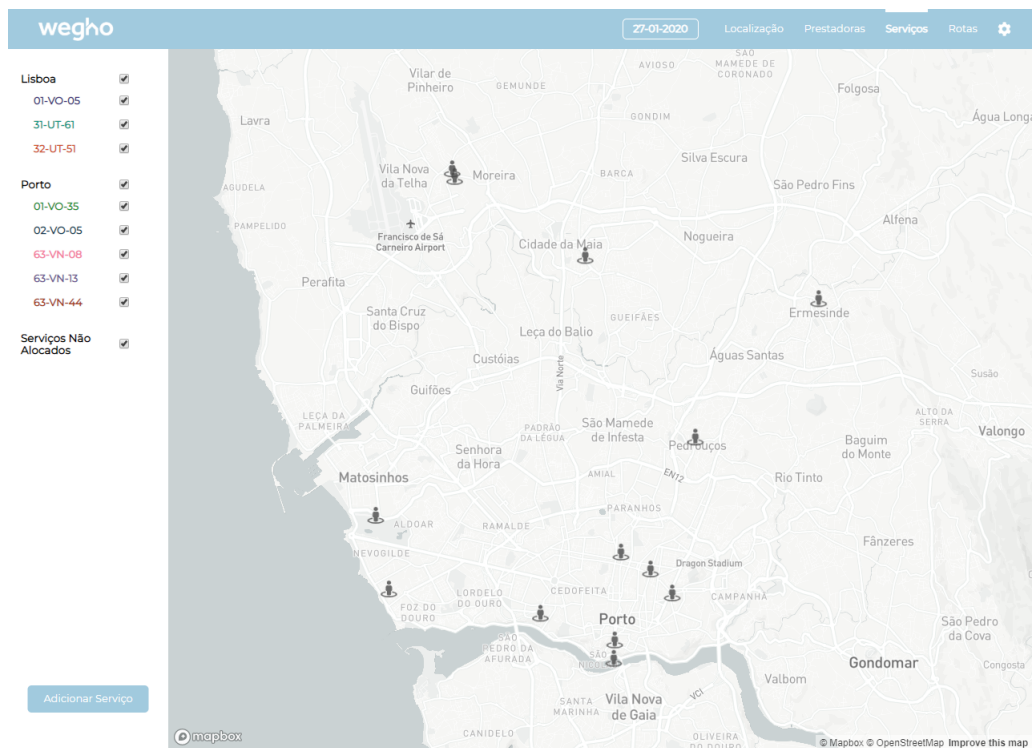 wegho
27-01-2020
Localização
Prestadoras
Serviços
Rotas
Lisboa
01-VO-05
31-UT-61
32-UT-51
Porto
01-VO-35
02-VO-05
63-VN-08
63-VN-13
63-VN-44
Serviços Não
Alocados
Adicionar Serviço
SÃO
MAMEDE DE
CORONADO
AVIOSO
Vilar de
Pinheiro
GEMUNDE
Folgosa
Lavra
GONDIM
Água Longa
Silva Escura
Vila Nova
da Telha
Moreira
BARCA
São Pedro Fins
AGUDELA
PAMPELIDO
Alfena
Francisco de Sá
Carneiro Airport
Cidade da Maia
Nogueira
Perafita
Santa Cruz
do Bispo
GUEIFÃES
Ermesinde
Leça do Balio
Custóias
Via Norte
Águas Santas
Susão
Guifões
LEÇA DA
PALMEIRA
PADRÃO
DA LÉGUA
São Mamede
de Infesta
Pedrouços
ALTO DA
SERRA
Valongo
Baguim
do Monte
Senhora
da Hora
Matosinhos
AMIAL
EN12
Rio Tinto
PARANHOS
ALDOAR
RAMALDE
Fânzeres
NEVOGILDE
Dragon Stadium
LORDELO
DO OURO
CEDOFEITA
CAMPANHÃ
FOZ DO
DOURO
Porto
São Pedro
da Cova
SÃO
PEDRO DA
AFURADA
SÃO
Gondomar
Congosta
Valbom
SANTA
MARINHA
Vila Nova
de Gaia
VCI
CANIDELO
OLIVEIRA
DO DOURO
mapbox
© Mapbox © OpenStreetMap Improve this map